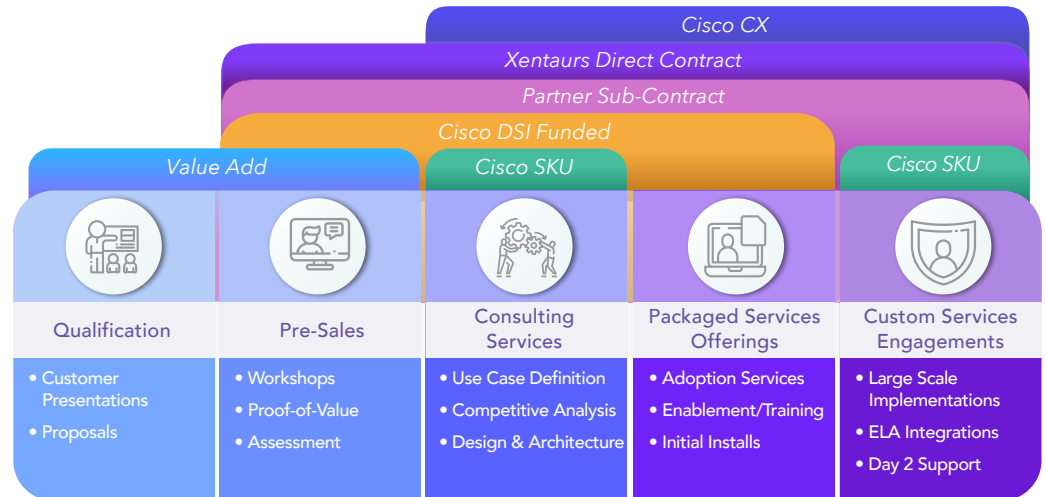 Cisco CX
Xentaurs Direct Contract
Partner Sub-Contract
Cisco DSI Funded
Value Add
Cisco SKU
Cisco SKU
Qualification
• Customer
Presentations
• Proposals
Pre-Sales
• Workshops
• Proof-of-Value
• Assessment
Consulting
Services
• Use Case Definition
• Competitive Analysis
• Design & Architecture
Packaged Services
Offerings
• Adoption Services
• Enablement/Training
• Initial Installs
Custom Services
Engagements
• Large Scale
Implementations
• ELA Integrations
• Day 2 Support